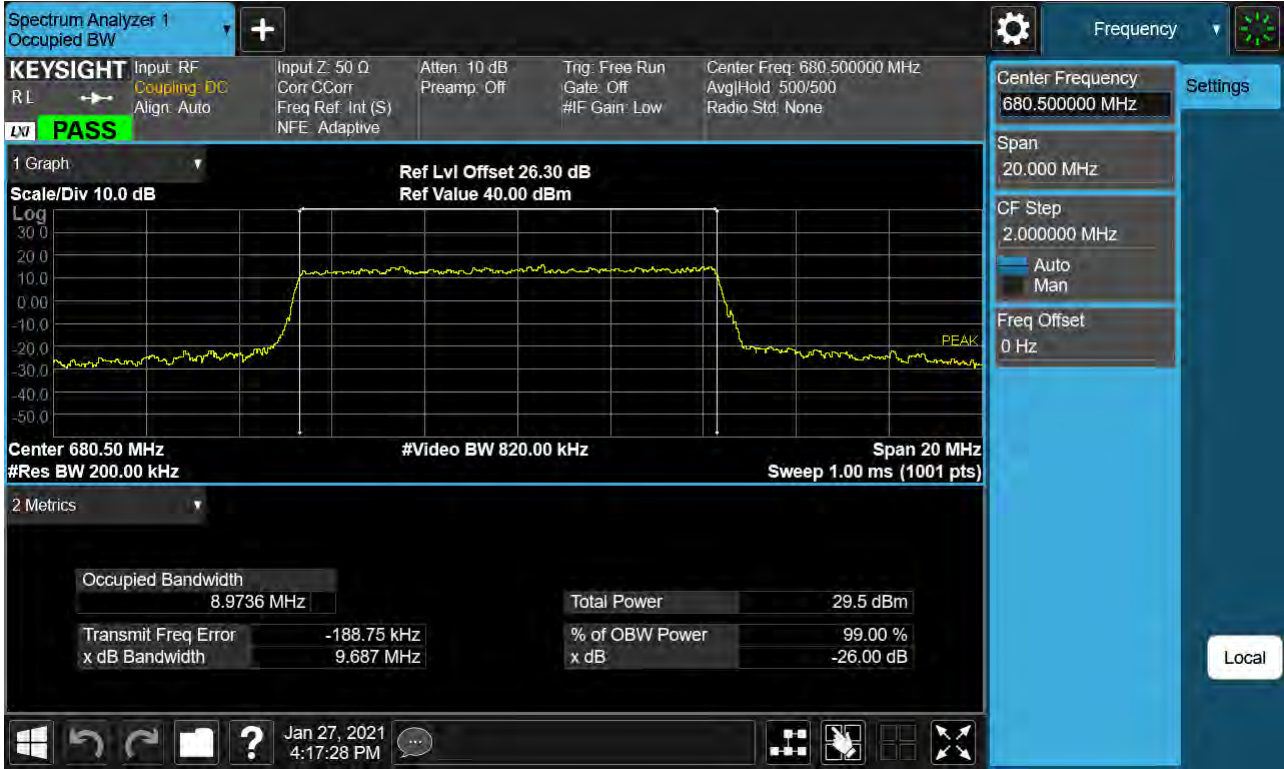 Spectrum Analyzer 1
Occupied BW
+
Frequency
KEYSIGHT
RL
LXI PASS
Input: RF
Coupling: DC
Align: Auto
Input Z: 50 Ω
Corr CCorr
Freq Ref: Int (S)
NFE: Adaptive
Atten: 10 dB
Preamp: Off
Trig: Free Run
Gate: Off
#IF Gain: Low
Center Freq: 680.500000 MHz
Avg|Hold: 500/500
Radio Std: None
Center Frequency
680.500000 MHz
Settings
Span
20.000 MHz
CF Step
2.000000 MHz
Auto
Man
Freq Offset
0 Hz
Local
1 Graph
Scale/Div 10.0 dB
Ref Lvl Offset 26.30 dB
Ref Value 40.00 dBm
Log
30.0
20.0
10.0
0.00
-10.0
-20.0
-30.0
-40.0
-50.0
PEAK
Center 680.50 MHz
#Video BW 820.00 kHz
Span 20 MHz
#Res BW 200.00 kHz
Sweep 1.00 ms (1001 pts)
2 Metrics
Occupied Bandwidth
8.9736 MHz
Total Power 29.5 dBm
Transmit Freq Error -188.75 kHz
% of OBW Power 99.00 %
x dB Bandwidth 9.687 MHz
x dB -26.00 dB
?
Jan 27, 2021
4:17:28 PM